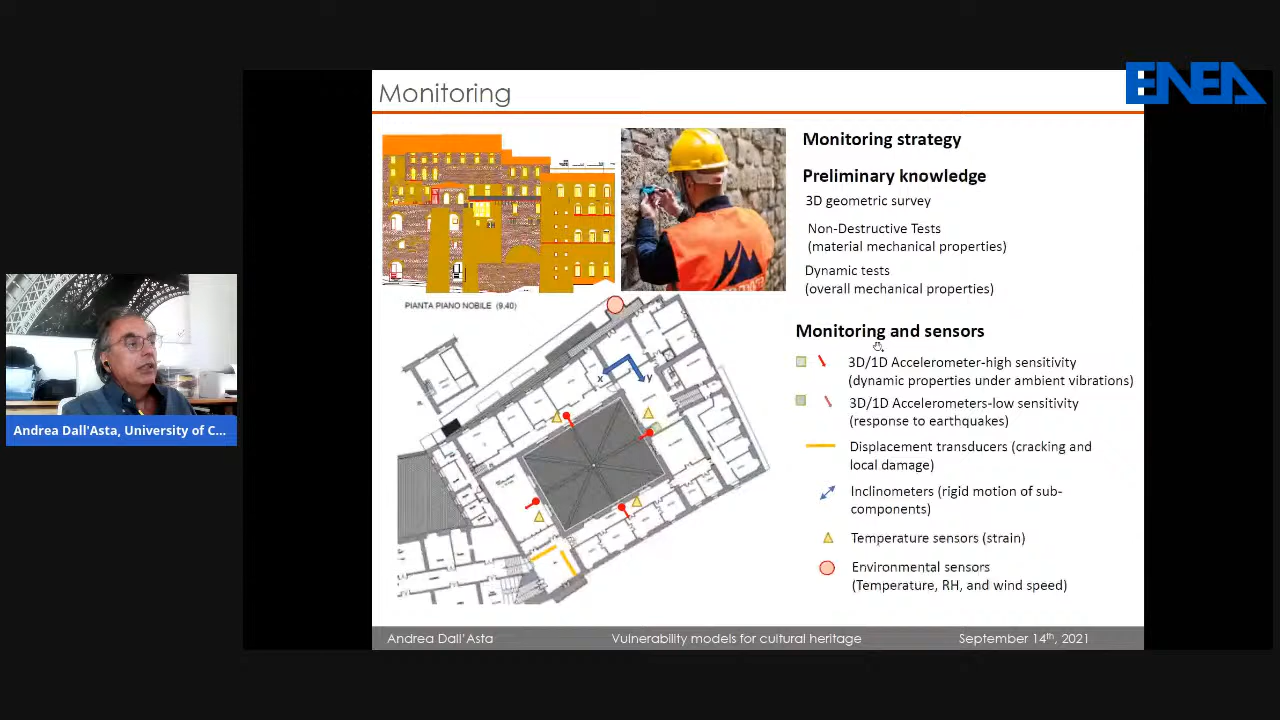 ENEA
Monitoring
Monitoring strategy
Preliminary knowledge
3D geometric survey
Non-Destructive Tests
(material mechanical properties)
Dynamic tests
(overall mechanical properties)
PIANTA PIANO NOBILE (9.40)
x
y
Monitoring and sensors
3D/1D Accelerometer-high sensitivity
(dynamic properties under ambient vibrations)
3D/1D Accelerometers-low sensitivity
(response to earthquakes)
Displacement transducers (cracking and
local damage)
Inclinometers (rigid motion of sub-
components)
Temperature sensors (strain)
Environmental sensors
(Temperature, RH, and wind speed)
Andrea Dall'Asta, University of C...
Andrea Dall'Asta
Vulnerability models for cultural heritage
September 14th, 2021